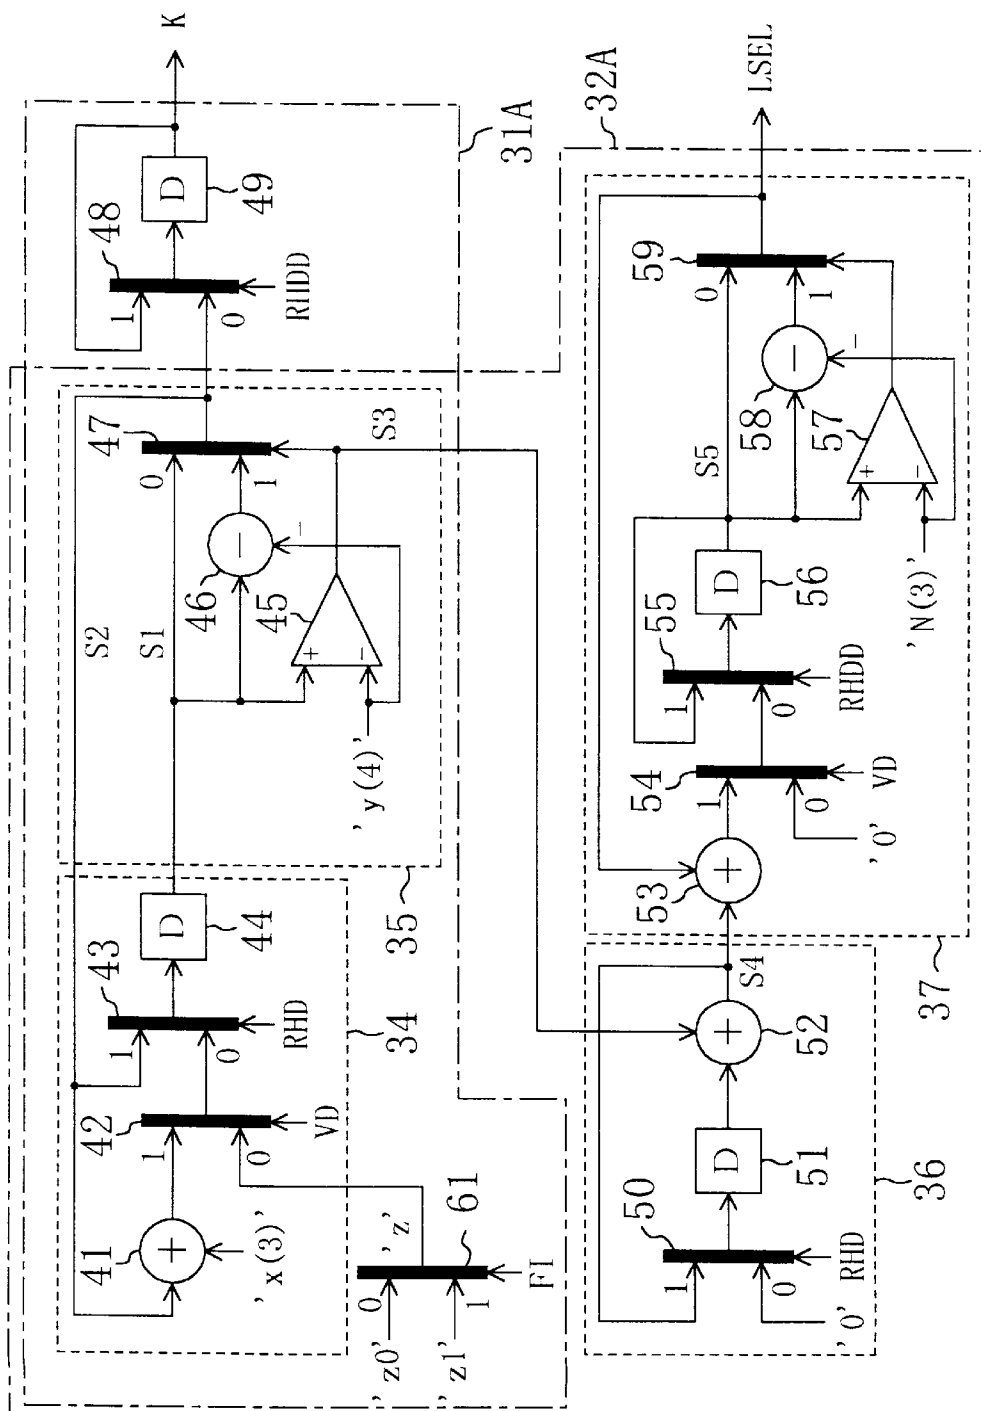 K
31A
48
49
D
1
0
RHDD
S2
S1
47
0
1
46
45
+
-
-
-
S3
'y(4)'
35
43
44
D
1
0
RHD
34
42
1
0
VD
41
+
'x(3)'
'z'
61
0
1
'z0'
'z1'
FI
32A
LSEL
59
0
1
S5
58
57
-
-
+
-
'N(3)'
55
56
D
1
0
RHDD
54
1
0
VD
'0'
53
+
37
S4
52
+
51
D
50
1
0
RHD
'0'
36